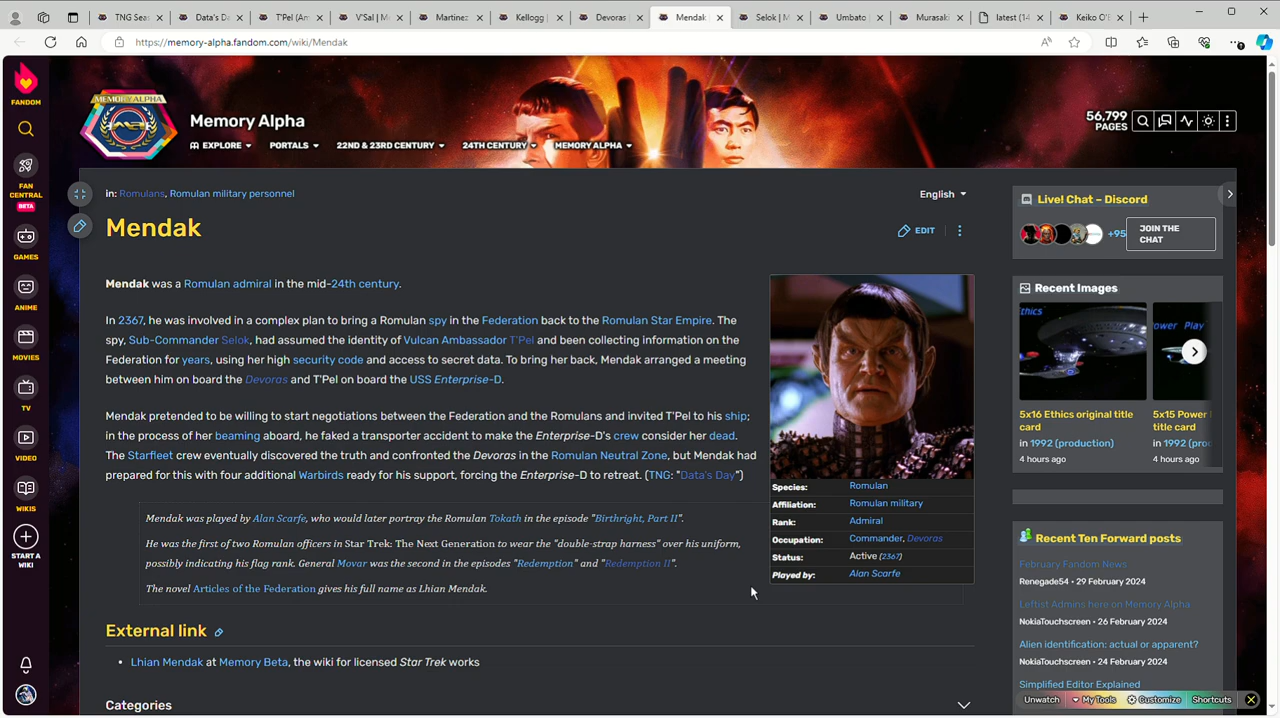 TNG Seas
Data's Da
T'Pel (Am
V'Sal | Me
Martinez
Kellogg |
Devoras
Mendak |
Selok | M
Umbato |
Murasaki
latest (14
Keiko O'B
https://memory-alpha.fandom.com/wiki/Mendak
FANDOM
FAN CENTRAL
BETA
GAMES
ANIME
MOVIES
TV
VIDEO
WIKIS
START A WIKI
MEMORY ALPHA
Memory Alpha
56,799
PAGES
EXPLORE
PORTALS
22ND & 23RD CENTURY
24TH CENTURY
MEMORY ALPHA
in: Romulans, Romulan military personnel
English
Mendak
EDIT
Mendak was a Romulan admiral in the mid-24th century.
In 2367, he was involved in a complex plan to bring a Romulan spy in the Federation back to the Romulan Star Empire. The
spy, Sub-Commander Selok, had assumed the identity of Vulcan Ambassador T'Pel and been collecting information on the
Federation for years, using her high security code and access to secret data. To bring her back, Mendak arranged a meeting
between him on board the Devoras and T'Pel on board the USS Enterprise-D.
Mendak pretended to be willing to start negotiations between the Federation and the Romulans and invited T'Pel to his ship;
in the process of her beaming aboard, he faked a transporter accident to make the Enterprise-D's crew consider her dead.
The Starfleet crew eventually discovered the truth and confronted the Devoras in the Romulan Neutral Zone, but Mendak had
prepared for this with four additional Warbirds ready for his support, forcing the Enterprise-D to retreat. (TNG: "Data's Day")
Mendak was played by Alan Scarfe, who would later portray the Romulan Tokath in the episode "Birthright, Part II".
He was the first of two Romulan officers in Star Trek: The Next Generation to wear the "double-strap harness" over his uniform,
possibly indicating his flag rank. General Movar was the second in the episodes "Redemption" and "Redemption II".
The novel Articles of the Federation gives his full name as Lhian Mendak.
Species: Romulan
Affiliation: Romulan military
Rank: Admiral
Occupation: Commander, Devoras
Status: Active (2367)
Played by: Alan Scarfe
External link
Lhian Mendak at Memory Beta, the wiki for licensed Star Trek works
Categories
Live! Chat – Discord
+95
JOIN THE CHAT
Recent Images
thics
ower Play
5x16 Ethics original title
card
in 1992 (production)
4 hours ago
5x15 Power
title card
in 1992 (proc
4 hours ago
Recent Ten Forward posts
February Fandom News
Renegade54 • 29 February 2024
Leftist Admins here on Memory Alpha
NokiaTouchscreen • 26 February 2024
Alien identification: actual or apparent?
NokiaTouchscreen • 24 February 2024
Simplified Editor Explained
Unwatch
My Tools
Customize
Shortcuts